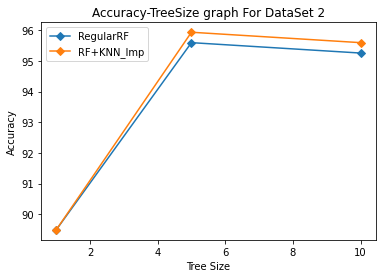 Accuracy-TreeSize graph For DataSet 2
RegularRF
RF+KNN_Imp
96
95
94
93
92
91
90
Accuracy
2 4 6 8 10
Tree Size